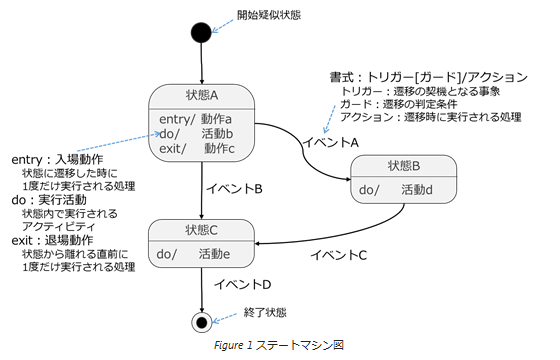 開始疑似状態
状態A
entry/ 動作a
do/ 活動b
exit/ 動作c
書式：トリガー[ガード]/アクション
トリガー：遷移の契機となる事象
ガード：遷移の判定条件
アクション：遷移時に実行される処理
イベントA
entry：入場動作
状態に遷移した時に
1度だけ実行される処理
do：実行活動
状態内で実行される
アクティビティ
exit：退場動作
状態から離れる直前に
1度だけ実行される処理
イベントB
状態B
do/ 活動d
状態C
do/ 活動e
イベントC
イベントD
終了状態
Figure 1 ステートマシン図